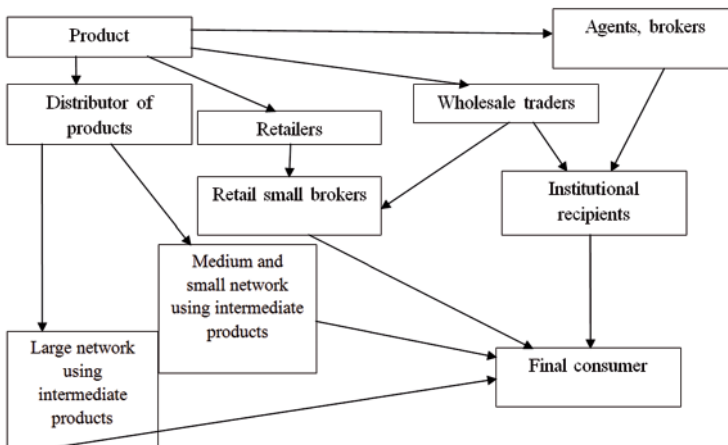 Product
Agents, brokers
Distributor of
products
Retailers
Wholesale traders
Retail small brokers
Institutional
recipients
Medium and
small network
using intermediate
products
Large network
using
intermediate
products
Final consumer